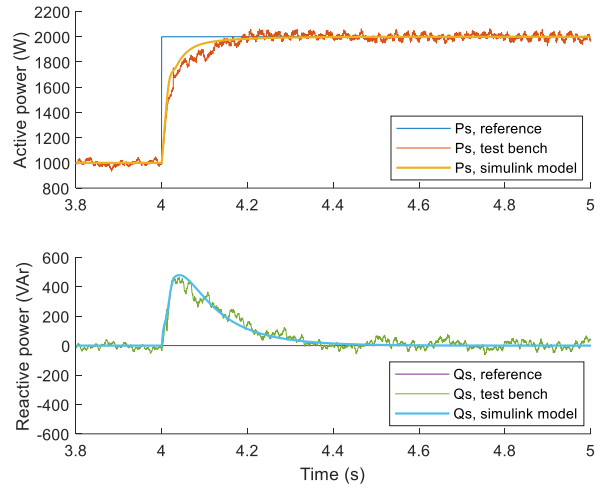 Active power (W)
2200
2000
1800
1600
1400
1200
1000
800
Ps, reference
Ps, test bench
Ps, simulink model
3.8 4 4.2 4.4 4.6 4.8 5
Reactive power (VAr)
600
400
200
0
-200
-400
-600
Qs, reference
Qs, test bench
Qs, simulink model
3.8 4 4.2 4.4 4.6 4.8 5
Time (s)